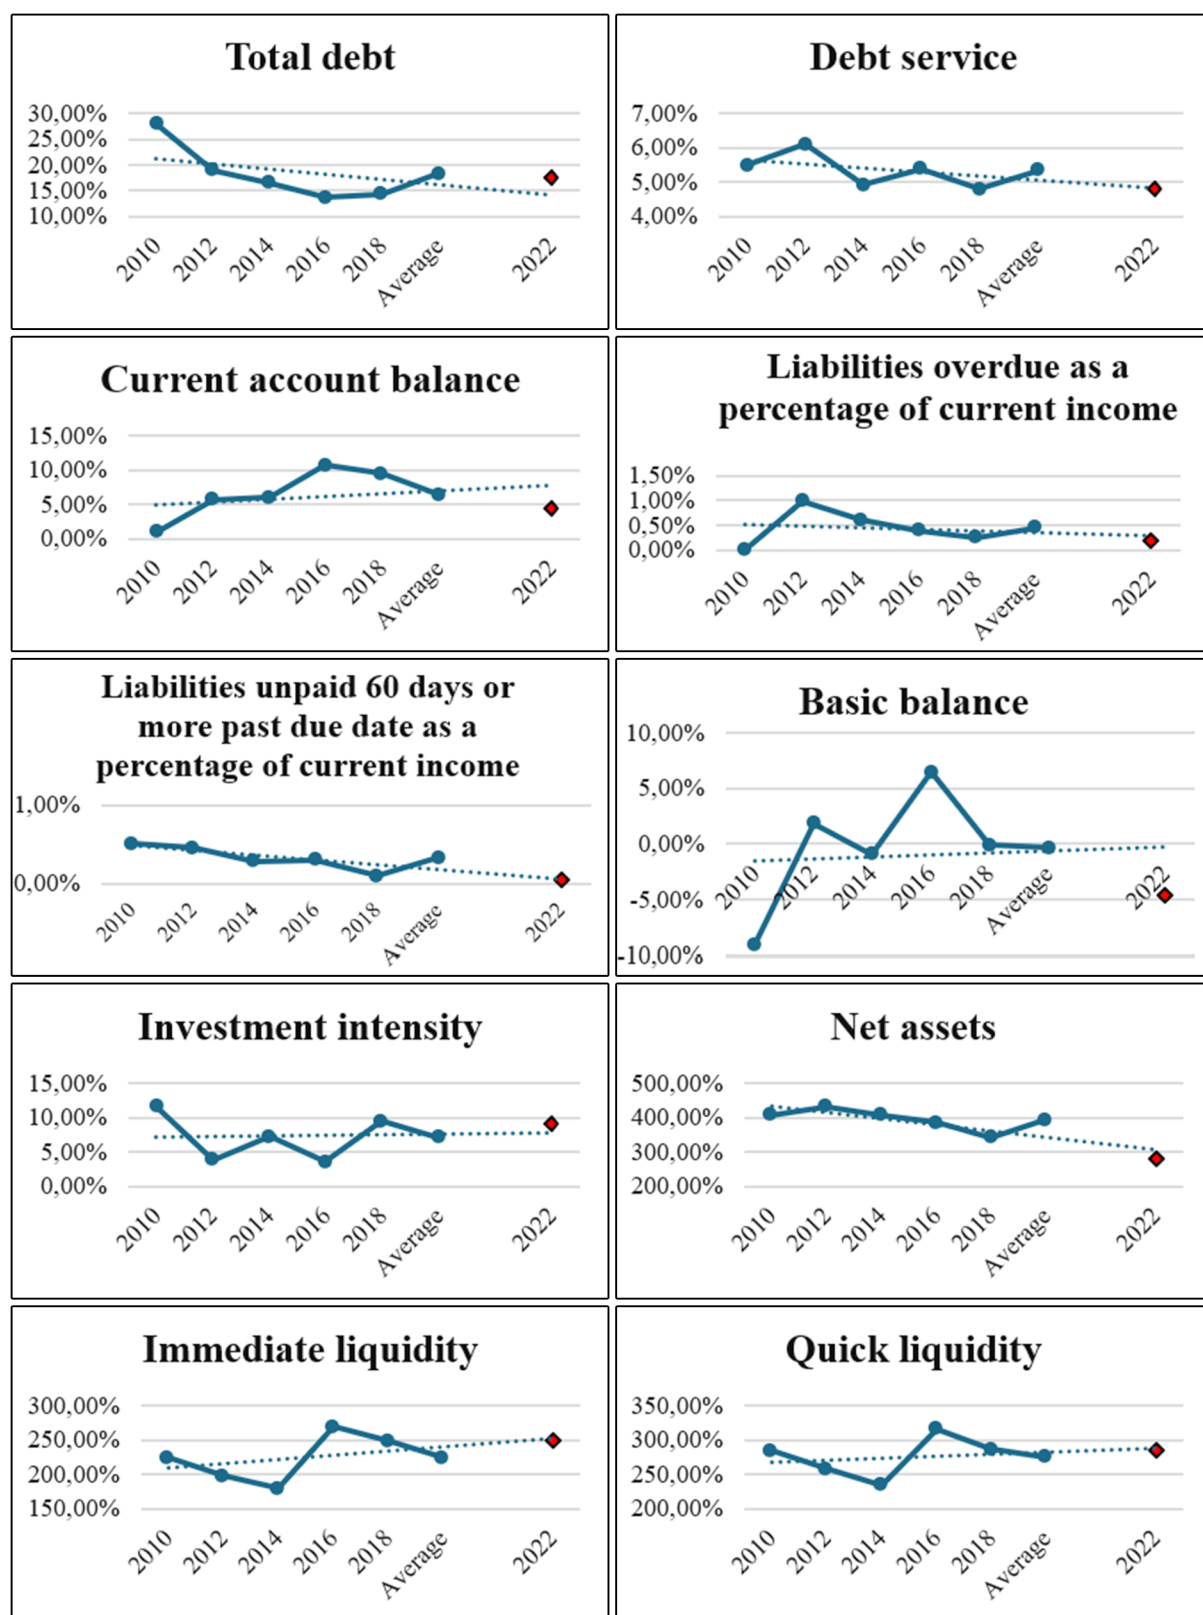 Total debt
30,00%
25,00%
20,00%
15,00%
10,00%
2010 2012 2014 2016 2018 Average 2022
Debt service
7,00%
6,00%
5,00%
4,00%
2010 2012 2014 2016 2018 Average 2022
Current account balance
15,00%
10,00%
5,00%
0,00%
2010 2012 2014 2016 2018 Average 2022
Liabilities overdue as a
percentage of current income
1,50%
1,00%
0,50%
0,00%
2010 2012 2014 2016 2018 Average 2022
Liabilities unpaid 60 days or
more past due date as a
percentage of current income
1,00%
0,00%
2010 2012 2014 2016 2018 Average 2022
Basic balance
10,00%
5,00%
0,00%
-5,00%
-10,00%
2010 2012 2014 2016 2018 Average 2022
Investment intensity
15,00%
10,00%
5,00%
0,00%
2010 2012 2014 2016 2018 Average 2022
Net assets
500,00%
400,00%
300,00%
200,00%
2010 2012 2014 2016 2018 Average 2022
Immediate liquidity
300,00%
250,00%
200,00%
150,00%
2010 2012 2014 2016 2018 Average 2022
Quick liquidity
350,00%
300,00%
250,00%
200,00%
2010 2012 2014 2016 2018 Average 2022